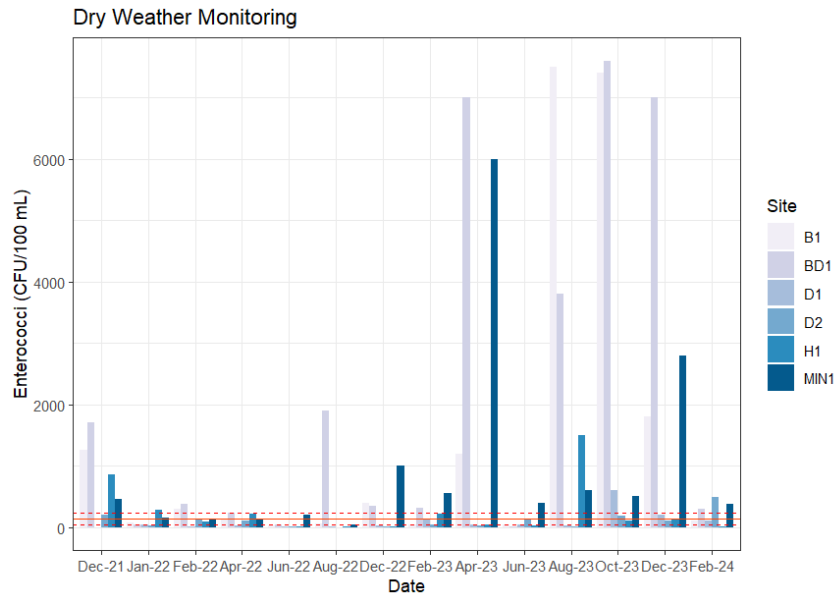 Dry Weather Monitoring
Enterococci (CFU/100 mL)
6000
4000
2000
0
Dec-21 Jan-22 Feb-22 Apr-22 Jun-22 Aug-22 Dec-22 Feb-23 Apr-23 Jun-23 Aug-23 Oct-23 Dec-23 Feb-24
Date
Site
B1
BD1
D1
D2
H1
MIN1